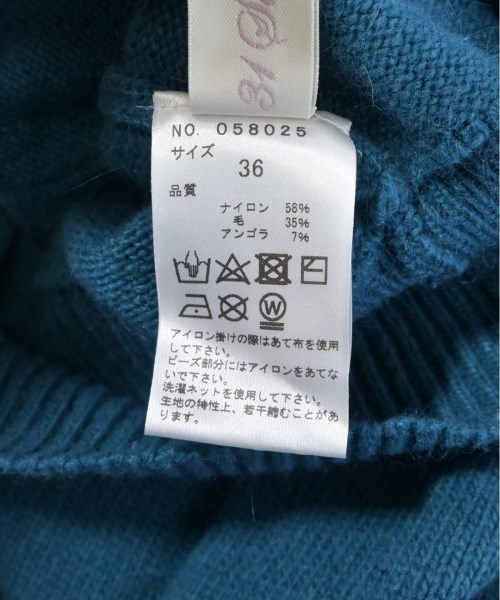 31 S
NO. 058025
サイズ
36
品質
ナイロン 58%
毛 35%
アンゴラ 7%
W
アイロン掛けの際はあて布を使用
して下さい。
ビーズ部分にはアイロンをあてな
いで下さい。
洗濯ネットを使用して下さい。
生地の特性上、若干縮むことがあ
ります。